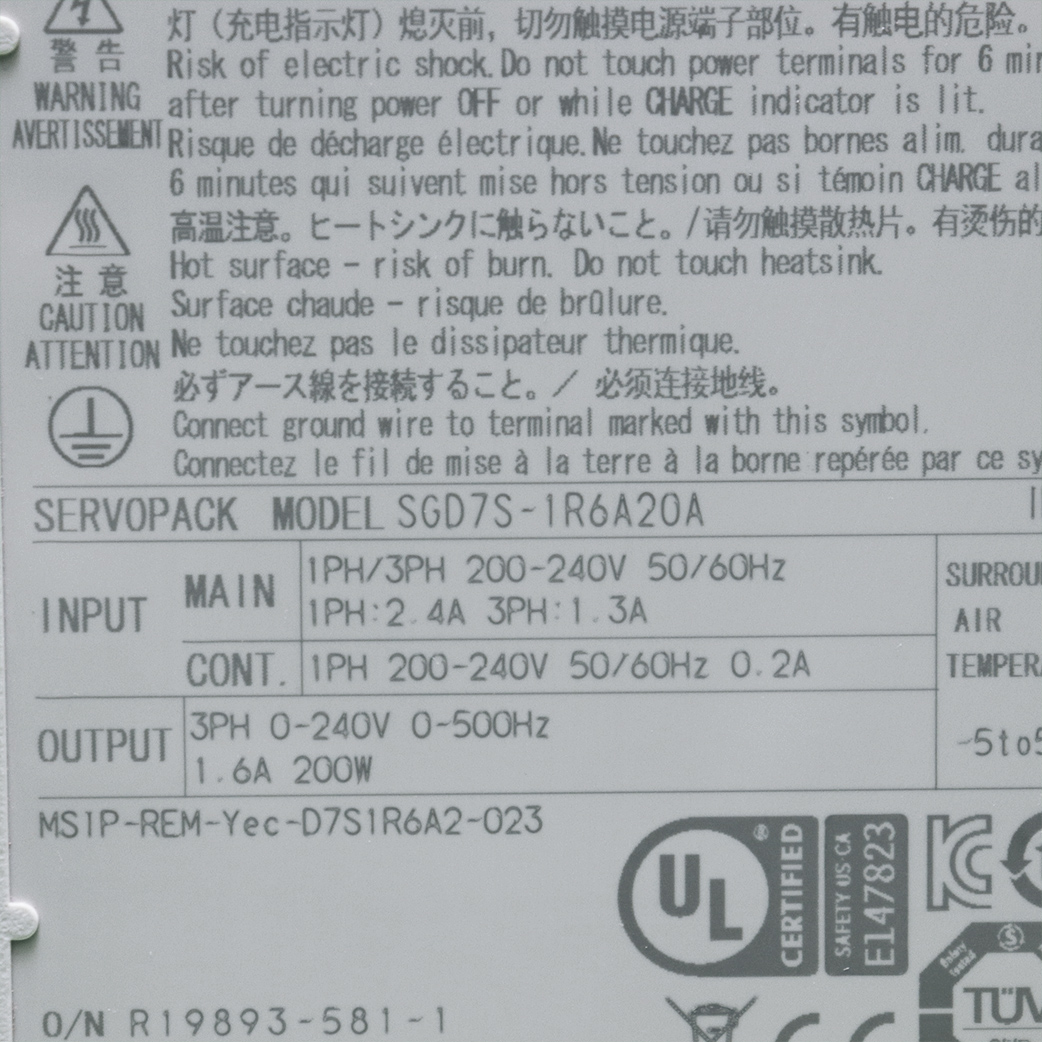 灯（充电指示灯）熄灭前，切勿触摸电源端子部位。有触电的危险。
警 告
Risk of electric shock. Do not touch power terminals for 6
WARNING
after turning power OFF or while CHARGE indicator is lit.
AVERTISSEMENT
Risque de décharge électrique. Ne touchez pas bornes alim.
6 minutes qui suivent mise hors tension ou si témoin CHARGE
高温注意。ヒートシンクに触らないこと。/请勿触摸散热片。有烫伤的
注 意
Hot surface - risk of burn. Do not touch heatsink.
CAUTION
Surface chaude - risque de brûlure.
ATTENTION
Ne touchez pas le dissipateur thermique.
必ずアース線を接続すること。/ 必须连接地线。
Connect ground wire to terminal marked with this symbol.
Connectez le fil de mise à la terre à la borne repérée par ce
SERVOPACK MODEL SGD7S-1R6A20A
INPUT
MAIN
1PH/3PH 200-240V 50/60Hz
1PH:2.4A 3PH:1.3A
CONT.
1PH 200-240V 50/60Hz 0.2A
OUTPUT
3PH 0-240V 0-500Hz
1.6A 200W
AIR
-5to
MSIP-REM-Yec-D7S1R6A2-023
UL
®
CERTIFIED
SAFETY US-CA
E147823
KC
TÜV
O/N R19893-581-1